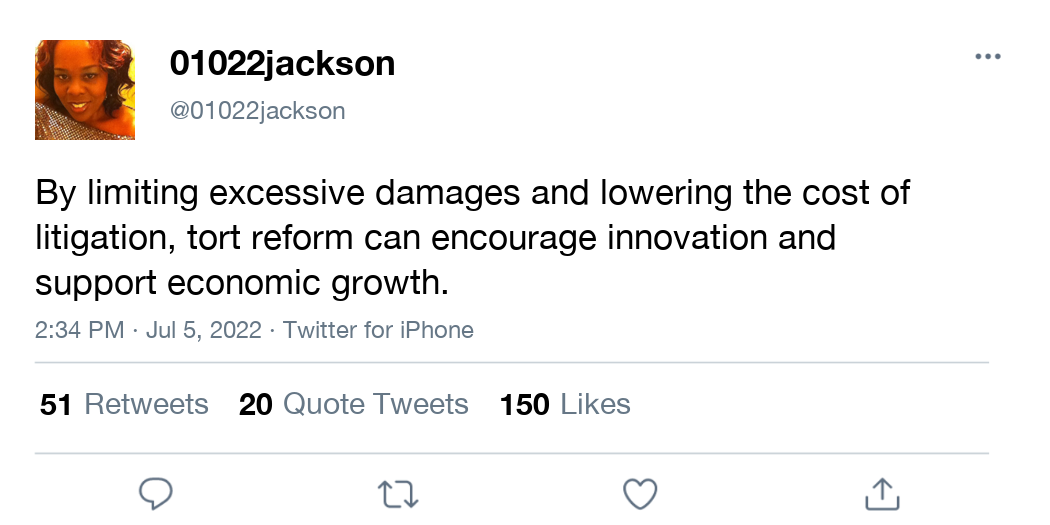 01022jackson
@01022jackson
By limiting excessive damages and lowering the cost of
litigation, tort reform can encourage innovation and
support economic growth.
2:34 PM · Jul 5, 2022 · Twitter for iPhone
51 Retweets 20 Quote Tweets 150 Likes